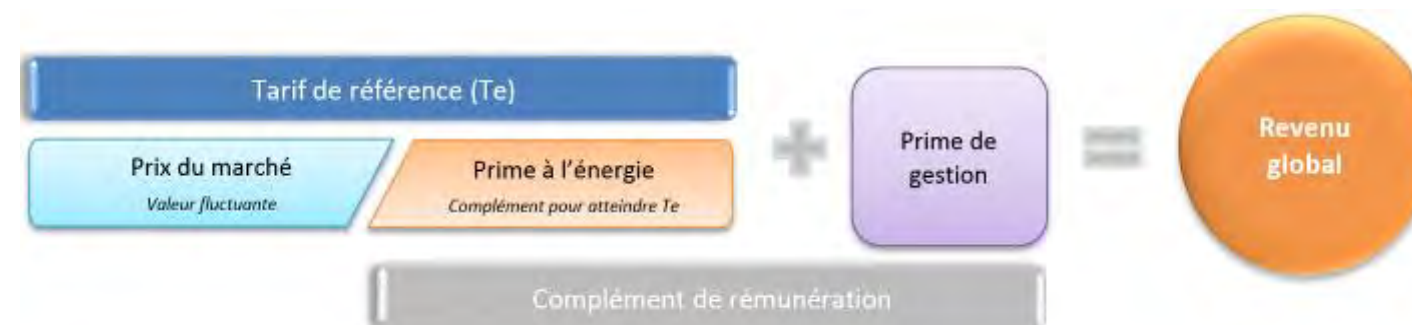 Tarif de référence (Te)
Prix du marché
Valeur fluctuante
Prime à l'énergie
Complément pour atteindre Te
Prime de
gestion
Revenu
global
Complément de rémunération